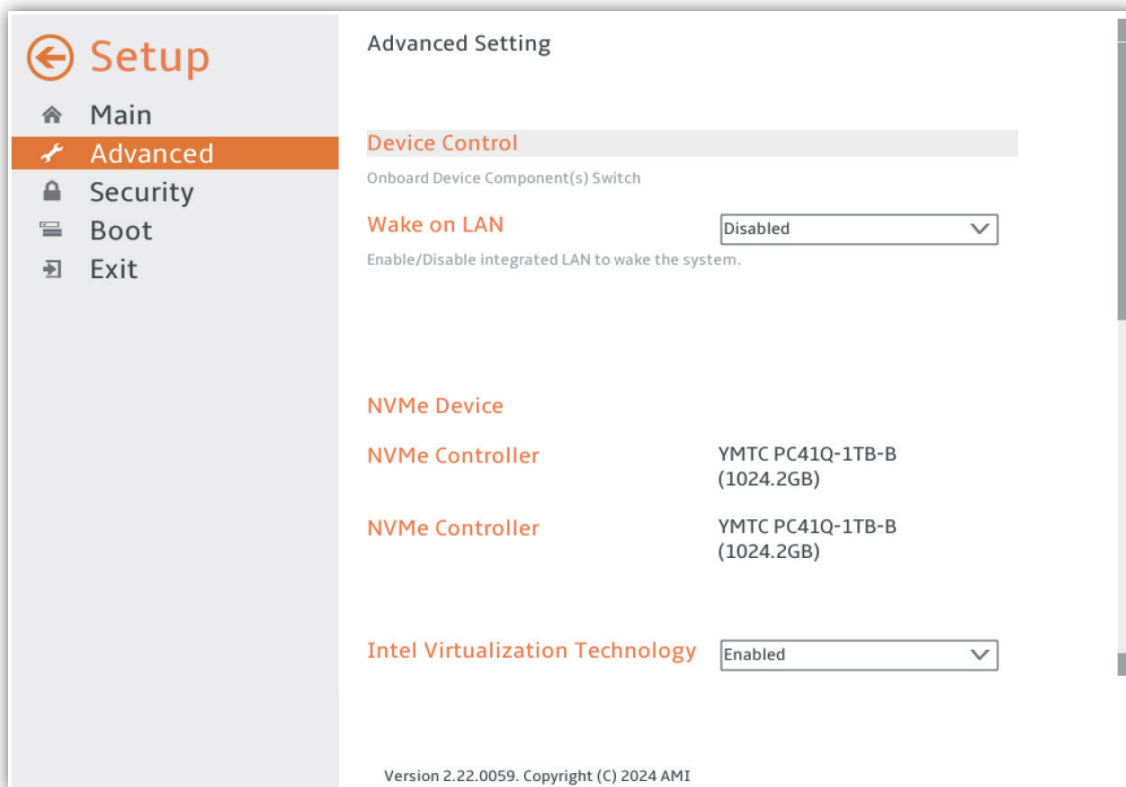 Setup
Main
Advanced
Security
Boot
Exit
Advanced Setting
Device Control
Onboard Device Component(s) Switch
Wake on LAN
Disabled
Enable/Disable integrated LAN to wake the system.
NVMe Device
NVMe Controller
YMTC PC41Q-1TB-B
(1024.2GB)
NVMe Controller
YMTC PC41Q-1TB-B
(1024.2GB)
Intel Virtualization Technology
Enabled
Version 2.22.0059. Copyright (C) 2024 AMI